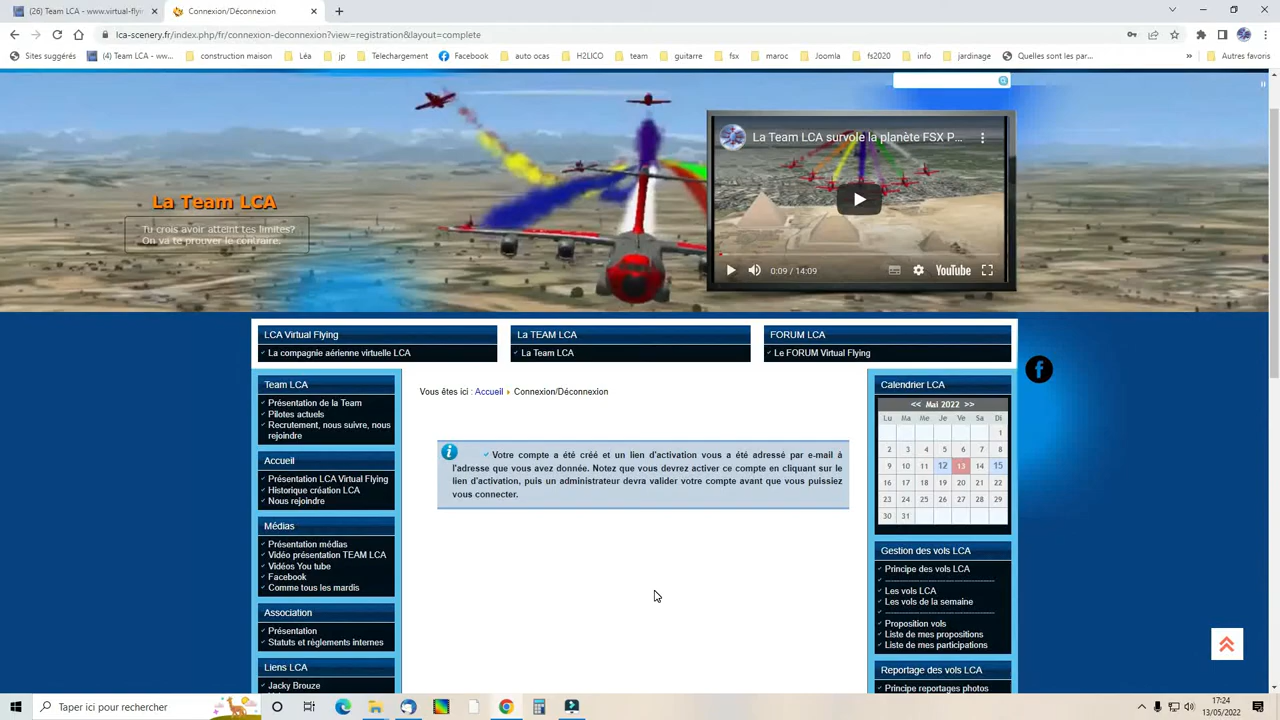 (26) Team LCA - www.virtual-flyin
Connexion/Déconnexion
lca-scenery.fr/index.php/fr/connexion-deconnexion?view=registration&layout=complete
Sites suggérés
(4) Team LCA - ww...
construction maison
Léa
jp
Telechargement
Facebook
auto ocas
H2LICO
team
guitarre
fsx
maroc
Joomla
fs2020
info
jardinage
Quelles sont les par...
»
Autres favoris
La Team LCA
Tu crois avoir atteint tes limites?
On va te prouver le contraire.
La Team LCA survole la planète FSX P...
0:09 / 14:09
YouTube
LCA Virtual Flying
La compagnie aérienne virtuelle LCA
La TEAM LCA
La Team LCA
FORUM LCA
Le FORUM Virtual Flying
Team LCA
Présentation de la Team
Pilotes actuels
Recrutement, nous suivre, nous
rejoindre
Accueil
Présentation LCA Virtual Flying
Historique création LCA
Nous rejoindre
Médias
Présentation médias
Vidéo présentation TEAM LCA
Vidéos You tube
Facebook
Comme tous les mardis
Association
Présentation
Statuts et réglements internes
Liens LCA
Jacky Brouze
Vous êtes ici : Accueil Connexion/Déconnexion
Votre compte a été créé et un lien d'activation vous a été adressé par e-mail à
l'adresse que vous avez donnée. Notez que vous devrez activer ce compte en cliquant sur le
lien d'activation, puis un administrateur devra valider votre compte avant que vous puissiez
vous connecter.
Calendrier LCA
<< Mai 2022 >>
Lu Ma Me Je Ve Sa Di
1
2 3 4 5 6 7 8
9 10 11 12 13 14 15
16 17 18 19 20 21 22
23 24 25 26 27 28 29
30 31
Gestion des vols LCA
Principe des vols LCA
------------------------------------
Les vols LCA
Les vols de la semaine
------------------------------------
Proposition vols
Liste de mes propositions
Liste de mes participations
Reportage des vols LCA
Principe reportages photos
Taper ici pour rechercher
17:24
13/05/2022